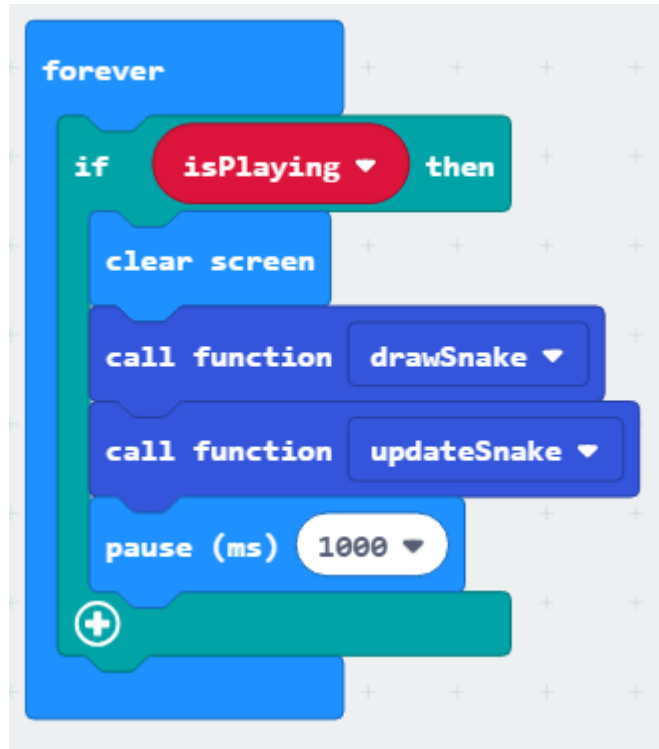 forever
if isPlaying then
clear screen
call function drawSnake
call function updateSnake
pause (ms) 1000